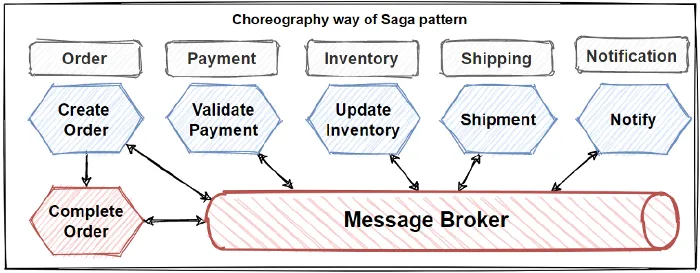 Choreography way of Saga pattern
Order
Payment
Inventory
Shipping
Notification
Create
Order
Validate
Payment
Update
Inventory
Shipment
Notify
Complete
Order
Message Broker